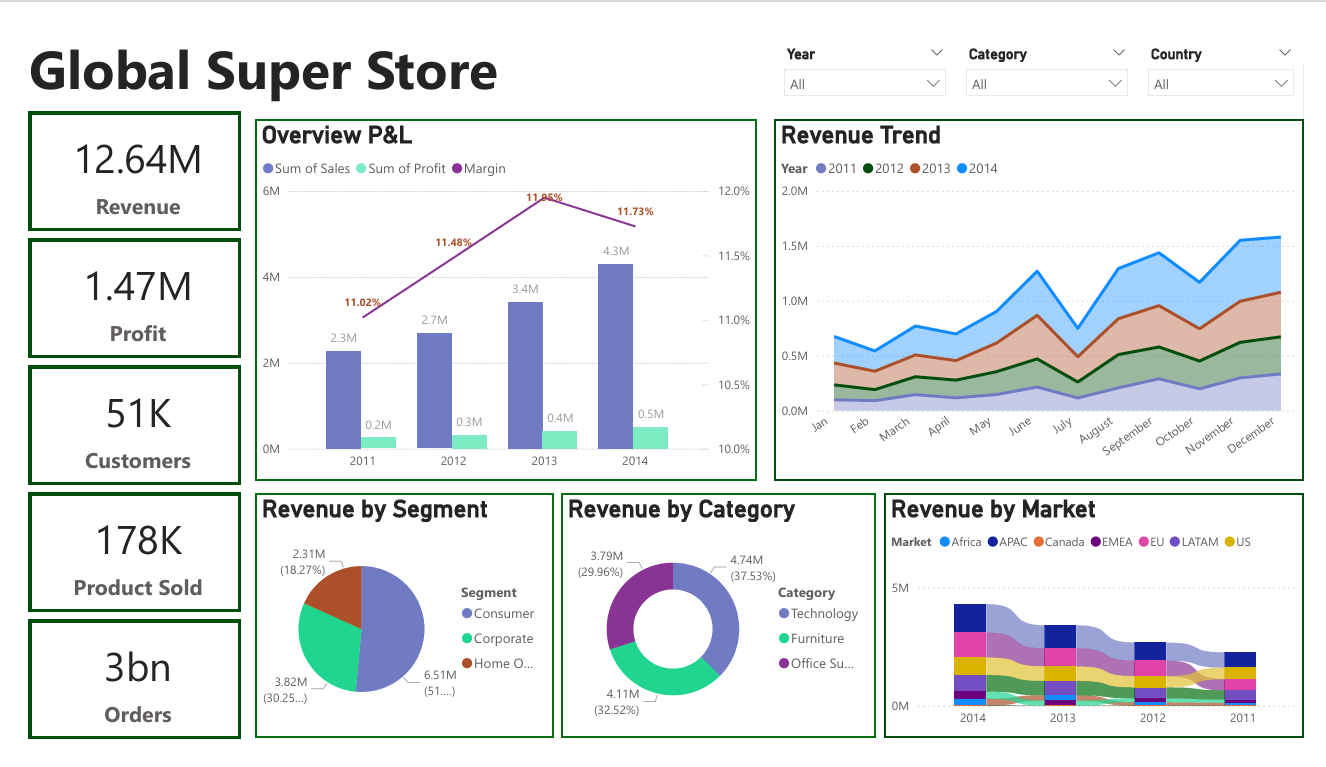 Global Super Store
Year
Category
Country
All
All
All
12.64M
Revenue
1.47M
Profit
51K
Customers
178K
Product Sold
3bn
Orders
Overview P&L
Sum of Sales Sum of Profit Margin
6M
4M
2M
0M
12.0%
11.5%
11.0%
10.5%
10.0%
11.02%
11.48%
11.95%
11.73%
2.3M
2.7M
3.4M
4.3M
0.2M
0.3M
0.4M
0.5M
2011 2012 2013 2014
Revenue Trend
Year 2011 2012 2013 2014
2.0M
1.5M
1.0M
0.5M
0.0M
Jan Feb March April May June July August September October November December
Revenue by Segment
2.31M
(18.27%)
3.82M
(30.25...)
6.51M
(51....)
Segment
Consumer
Corporate
Home O...
Revenue by Category
3.79M
(29.96%)
4.74M
(37.53%)
4.11M
(32.52%)
Category
Technology
Furniture
Office Su...
Revenue by Market
Market Africa APAC Canada EMEA EU LATAM US
5M
0M
2014 2013 2012 2011